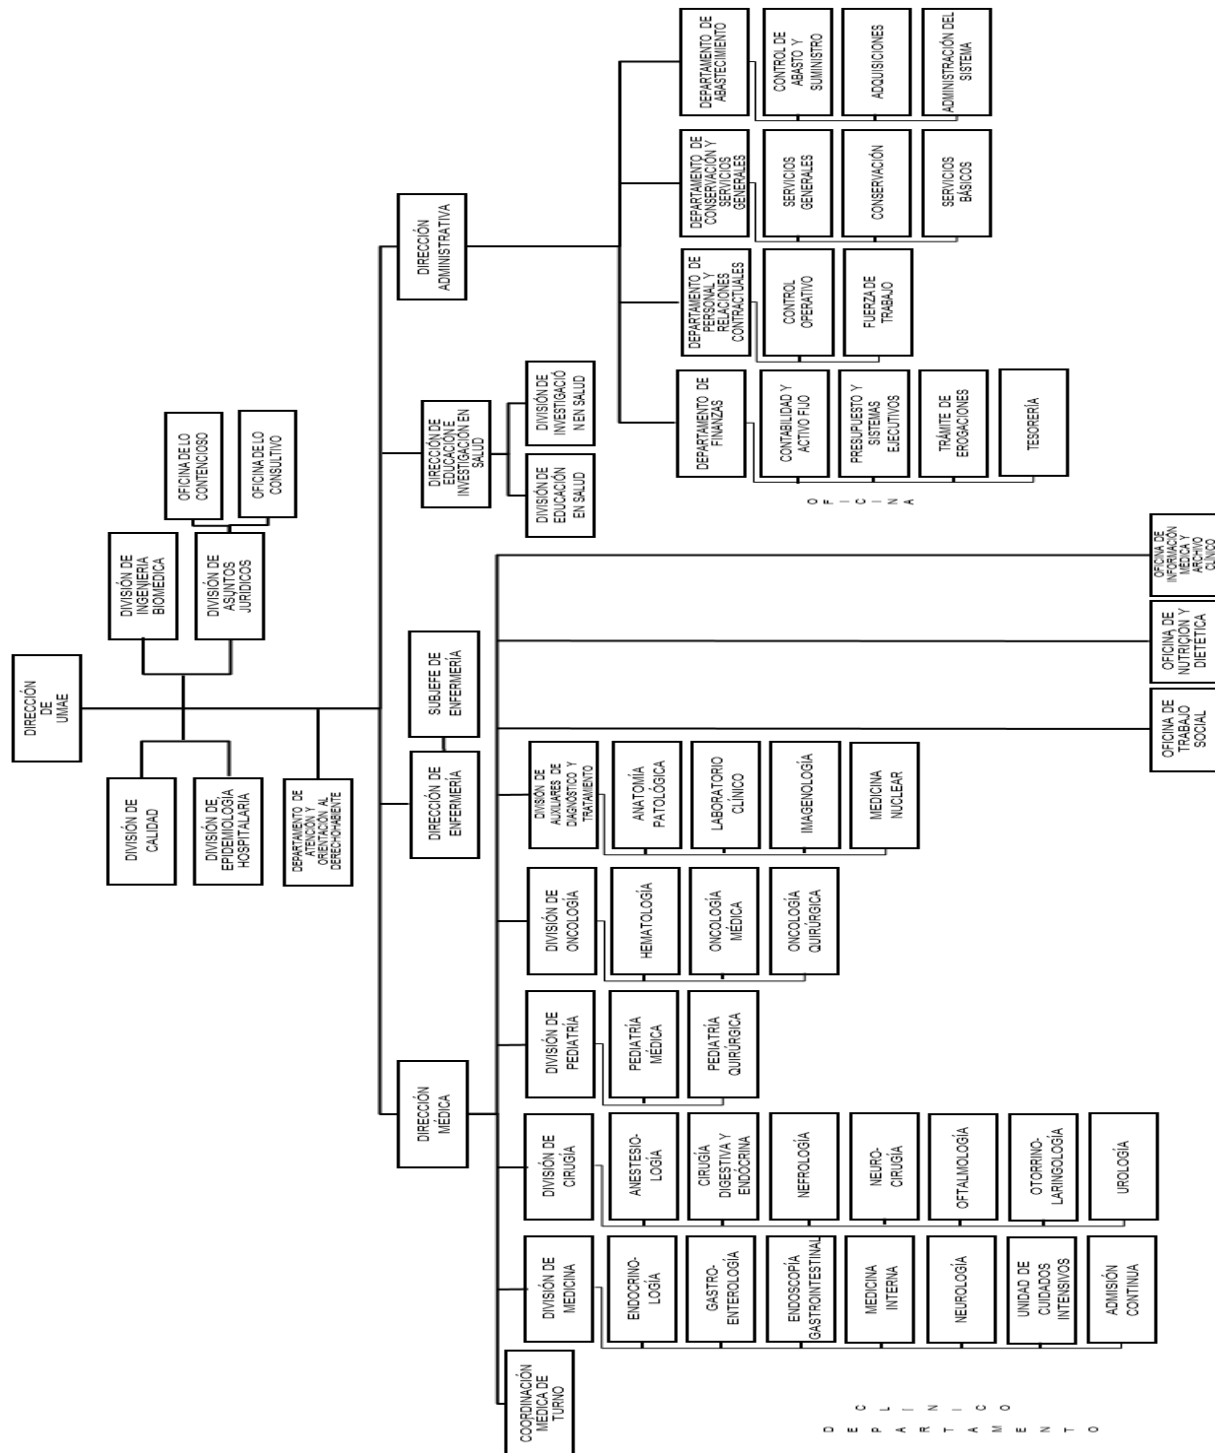 DIRECCIÓN
DE
UMAE
DIVISIÓN DE
CALIDAD
DIVISIÓN DE
INGENIERIA
BIOMEDICA
DIVISIÓN DE
EPIDEMIOLOGÍA
HOSPITALARIA
DIVISIÓN DE
ASUNTOS
JURIDICOS
OFICINA DE LO
CONTENCIOSO
OFICINA DE LO
CONSULTIVO
DEPARTAMENTO DE
ATENCIÓN Y
ORIENTACIÓN AL
DERECHOHABIENTE
DIRECCIÓN
MÉDICA
DIRECCIÓN DE
ENFERMERÍA
SUBJEFE DE
ENFERMERÍA
DIRECCIÓN DE
EDUCACIÓN E
INVESTIGACIÓN EN
SALUD
DIRECCIÓN
ADMINISTRATIVA
COORDINACIÓN
MÉDICA DE
TURNO
DIVISIÓN DE
MEDICINA
ENDOCRINO-
LOGÍA
GASTRO-
ENTEROLOGÍA
ENDOSCOPÍA
GASTROINTESTINAL
MEDICINA
INTERNA
NEUROLOGÍA
UNIDAD DE
CUIDADOS
INTENSIVOS
ADMISIÓN
CONTINUA
DIVISIÓN DE
CIRUGÍA
ANESTESIO-
LOGÍA
CIRUGÍA
DIGESTIVA Y
ENDÓCRINA
NEFROLOGÍA
NEURO-
CIRUGÍA
OFTALMOLOGÍA
OTORRINO-
LARINGOLOGÍA
UROLOGÍA
DIVISIÓN DE
PEDIATRÍA
PEDIATRÍA
MÉDICA
PEDIATRÍA
QUIRÚRGICA
DIVISIÓN DE
ONCOLOGÍA
HEMATOLOGÍA
ONCOLOGÍA
MÉDICA
ONCOLOGÍA
QUIRÚRGICA
DIVISIÓN DE
AUXILIARES DE
DIAGNÓSTICO Y
TRATAMIENTO
ANATOMÍA
PATOLÓGICA
LABORATORIO
CLÍNICO
IMAGENOLOGÍA
MEDICINA
NUCLEAR
OFICINA DE
TRABAJO
SOCIAL
OFICINA DE
NUTRICION Y
DIETETICA
OFICINA DE
INFORMACIÓN
MÉDICA Y
ARCHIVO
CLÍNICO
DIVISIÓN DE
EDUCACIÓN
EN SALUD
DIVISIÓN DE
INVESTIGACIÓ
N EN SALUD
DEPARTAMENTO DE
FINANZAS
CONTABILIDAD Y
ACTIVO FIJO
PRESUPUESTO Y
SISTEMAS
EJECUTIVOS
TRÁMITE DE
EROGACIONES
TESORERÍA
DEPARTAMENTO DE
PERSONAL Y
RELACIONES
CONTRACTUALES
CONTROL
OPERATIVO
FUERZA DE
TRABAJO
DEPARTAMENTO DE
CONSERVACIÓN Y
SERVICIOS
GENERALES
SERVICIOS
GENERALES
CONSERVACIÓN
SERVICIOS
BÁSICOS
DEPARTAMENTO DE
ABASTECIMIENTO
CONTROL DE
ABASTO Y
SUMINISTRO
ADQUISICIONES
ADMINISTRACIÓN DEL
SISTEMA
OFICINA
DEPARTAMENTO
CLINICO